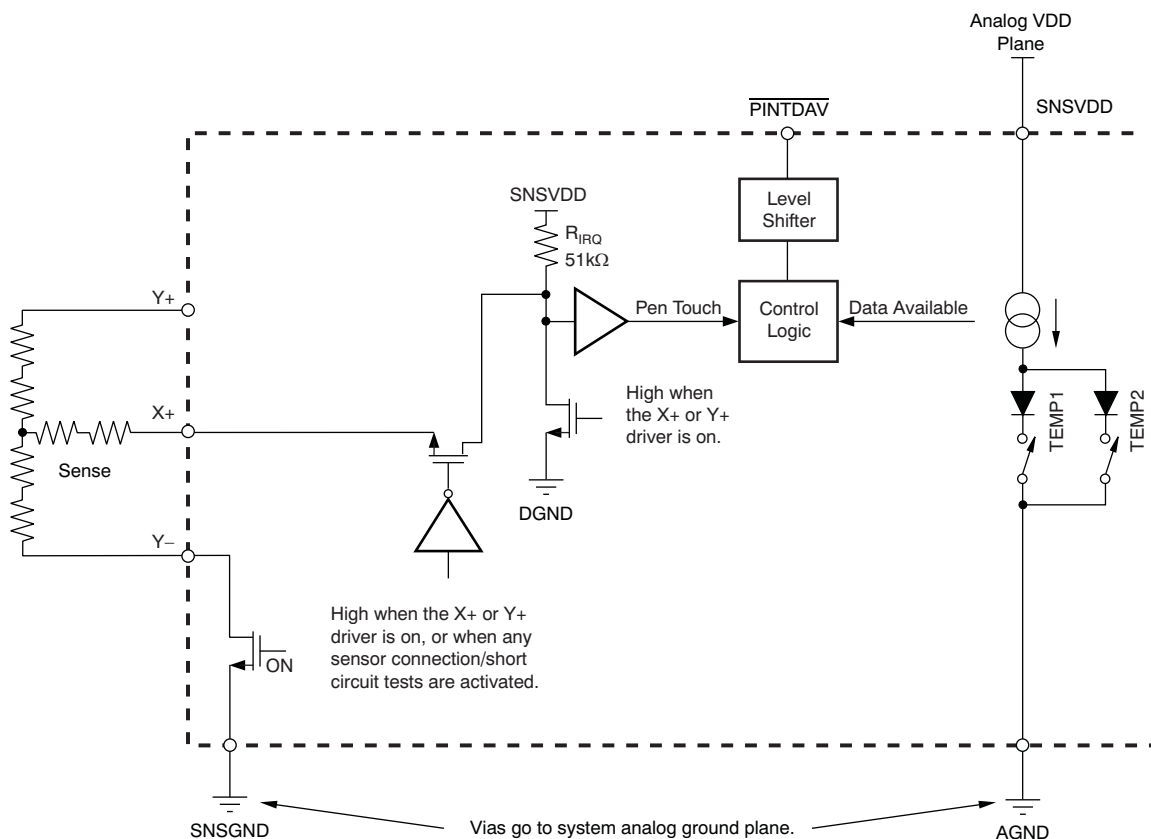 Analog VDD
Plane
PINTDAV
SNSVDD
Level
Shifter
SNSVDD
RIRQ
51kΩ
Y+
Pen Touch
Control
Logic
Data Available
High when
the X+ or Y+
driver is on.
TEMP1
TEMP2
X+
Sense
DGND
Y–
High when the X+ or Y+
driver is on, or when any
sensor connection/short
circuit tests are activated.
ON
SNSGND
Vias go to system analog ground plane.
AGND